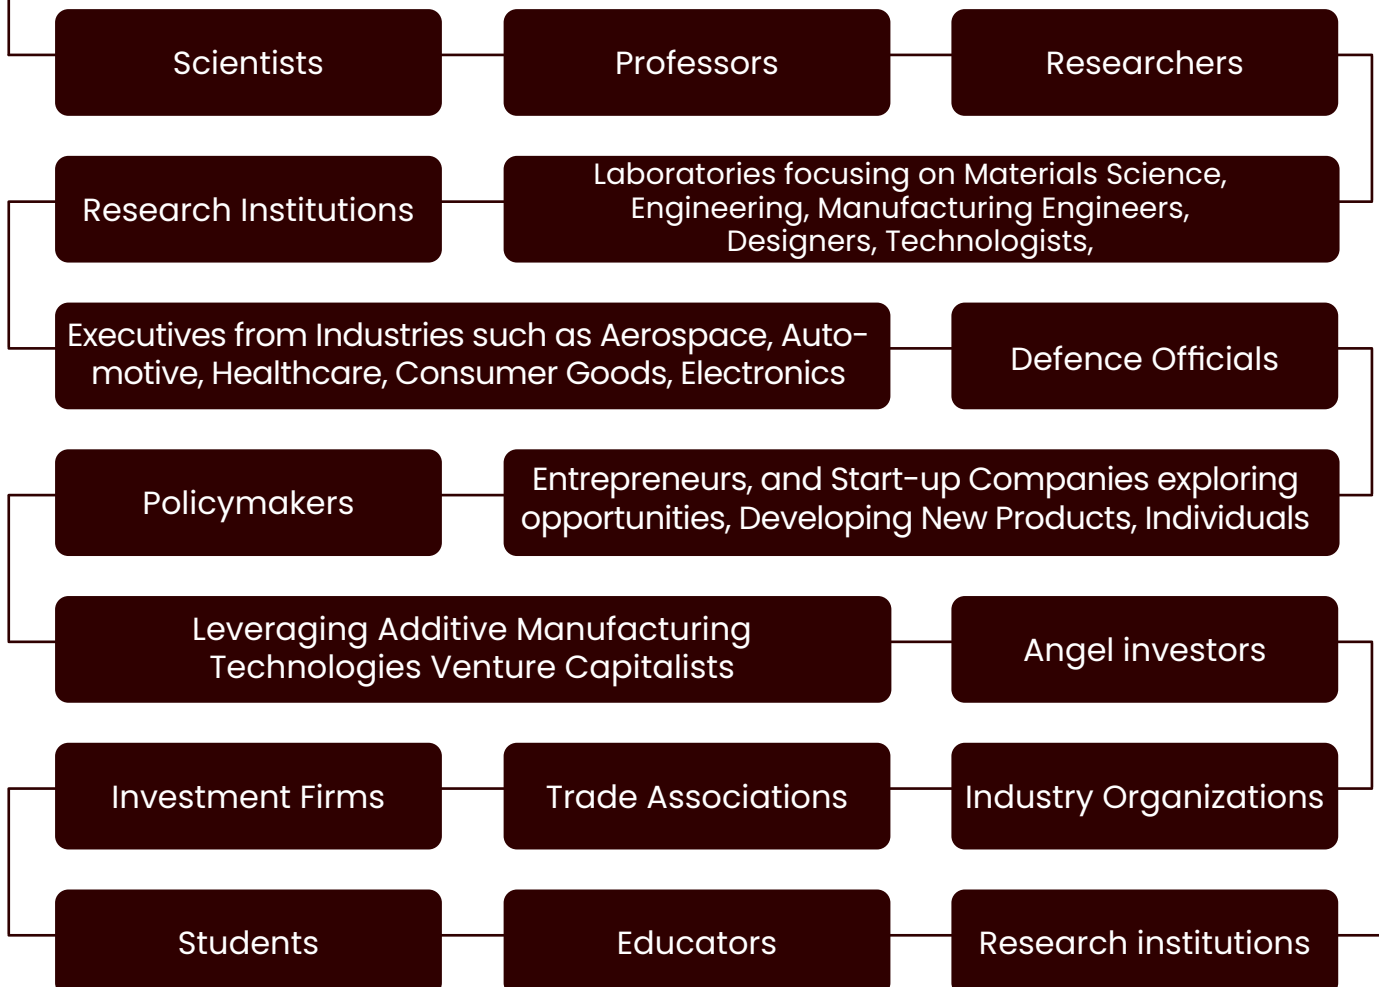 Scientists
Professors
Researchers
Research Institutions
Laboratories focusing on Materials Science,
Engineering, Manufacturing Engineers,
Designers, Technologists,
Executives from Industries such as Aerospace, Auto-
motive, Healthcare, Consumer Goods, Electronics
Defence Officials
Policymakers
Entrepreneurs, and Start-up Companies exploring
opportunities, Developing New Products, Individuals
Leveraging Additive Manufacturing
Technologies Venture Capitalists
Angel investors
Investment Firms
Trade Associations
Industry Organizations
Students
Educators
Research institutions